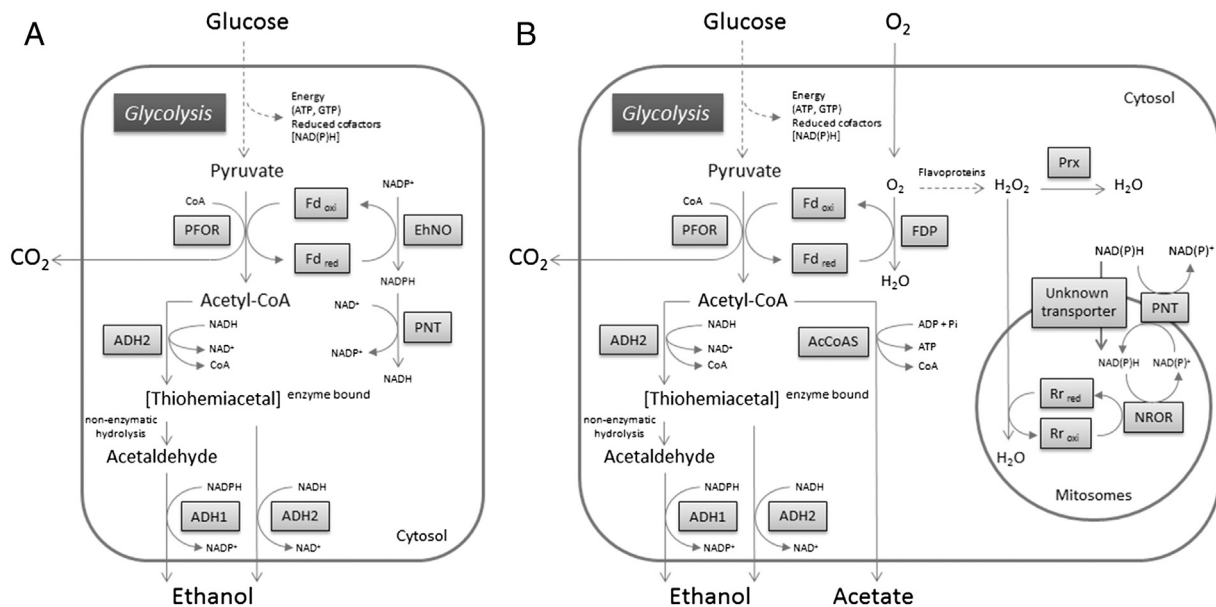 A
Glucose
Glycolysis
Energy
(ATP, GTP)
Reduced cofactors
[NAD(P)H]
Pyruvate
CoA
PFOR
Fd oxi
Fd red
NADP⁺
EhNO
NADPH
CO₂
Acetyl-CoA
NAD⁺
PNT
NADP⁺
NADH
ADH2
NADH
NAD⁺
CoA
[Thiohemiacetal] enzyme bound
non-enzymatic
hydrolysis
Acetaldehyde
NADPH
ADH1
NADP⁺
NADH
ADH2
NAD⁺
Cytosol
Ethanol
B
Glucose
O₂
Cytosol
Glycolysis
Energy
(ATP, GTP)
Reduced cofactors
[NAD(P)H]
Pyruvate
O₂
Flavoproteins
H₂O₂
Prx
H₂O
CoA
PFOR
Fd oxi
Fd red
FDP
H₂O
CO₂
Acetyl-CoA
ADH2
NADH
NAD⁺
CoA
AcCoAS
ADP + Pi
ATP
CoA
[Thiohemiacetal] enzyme bound
non-enzymatic
hydrolysis
Acetaldehyde
NADPH
ADH1
NADP⁺
NADH
ADH2
NAD⁺
NAD(P)H
NAD(P)⁺
Unknown
transporter
PNT
NAD(P)H
NAD(P)⁺
Rr red
Rr oxi
NROR
H₂O
Mitosomes
Ethanol
Acetate